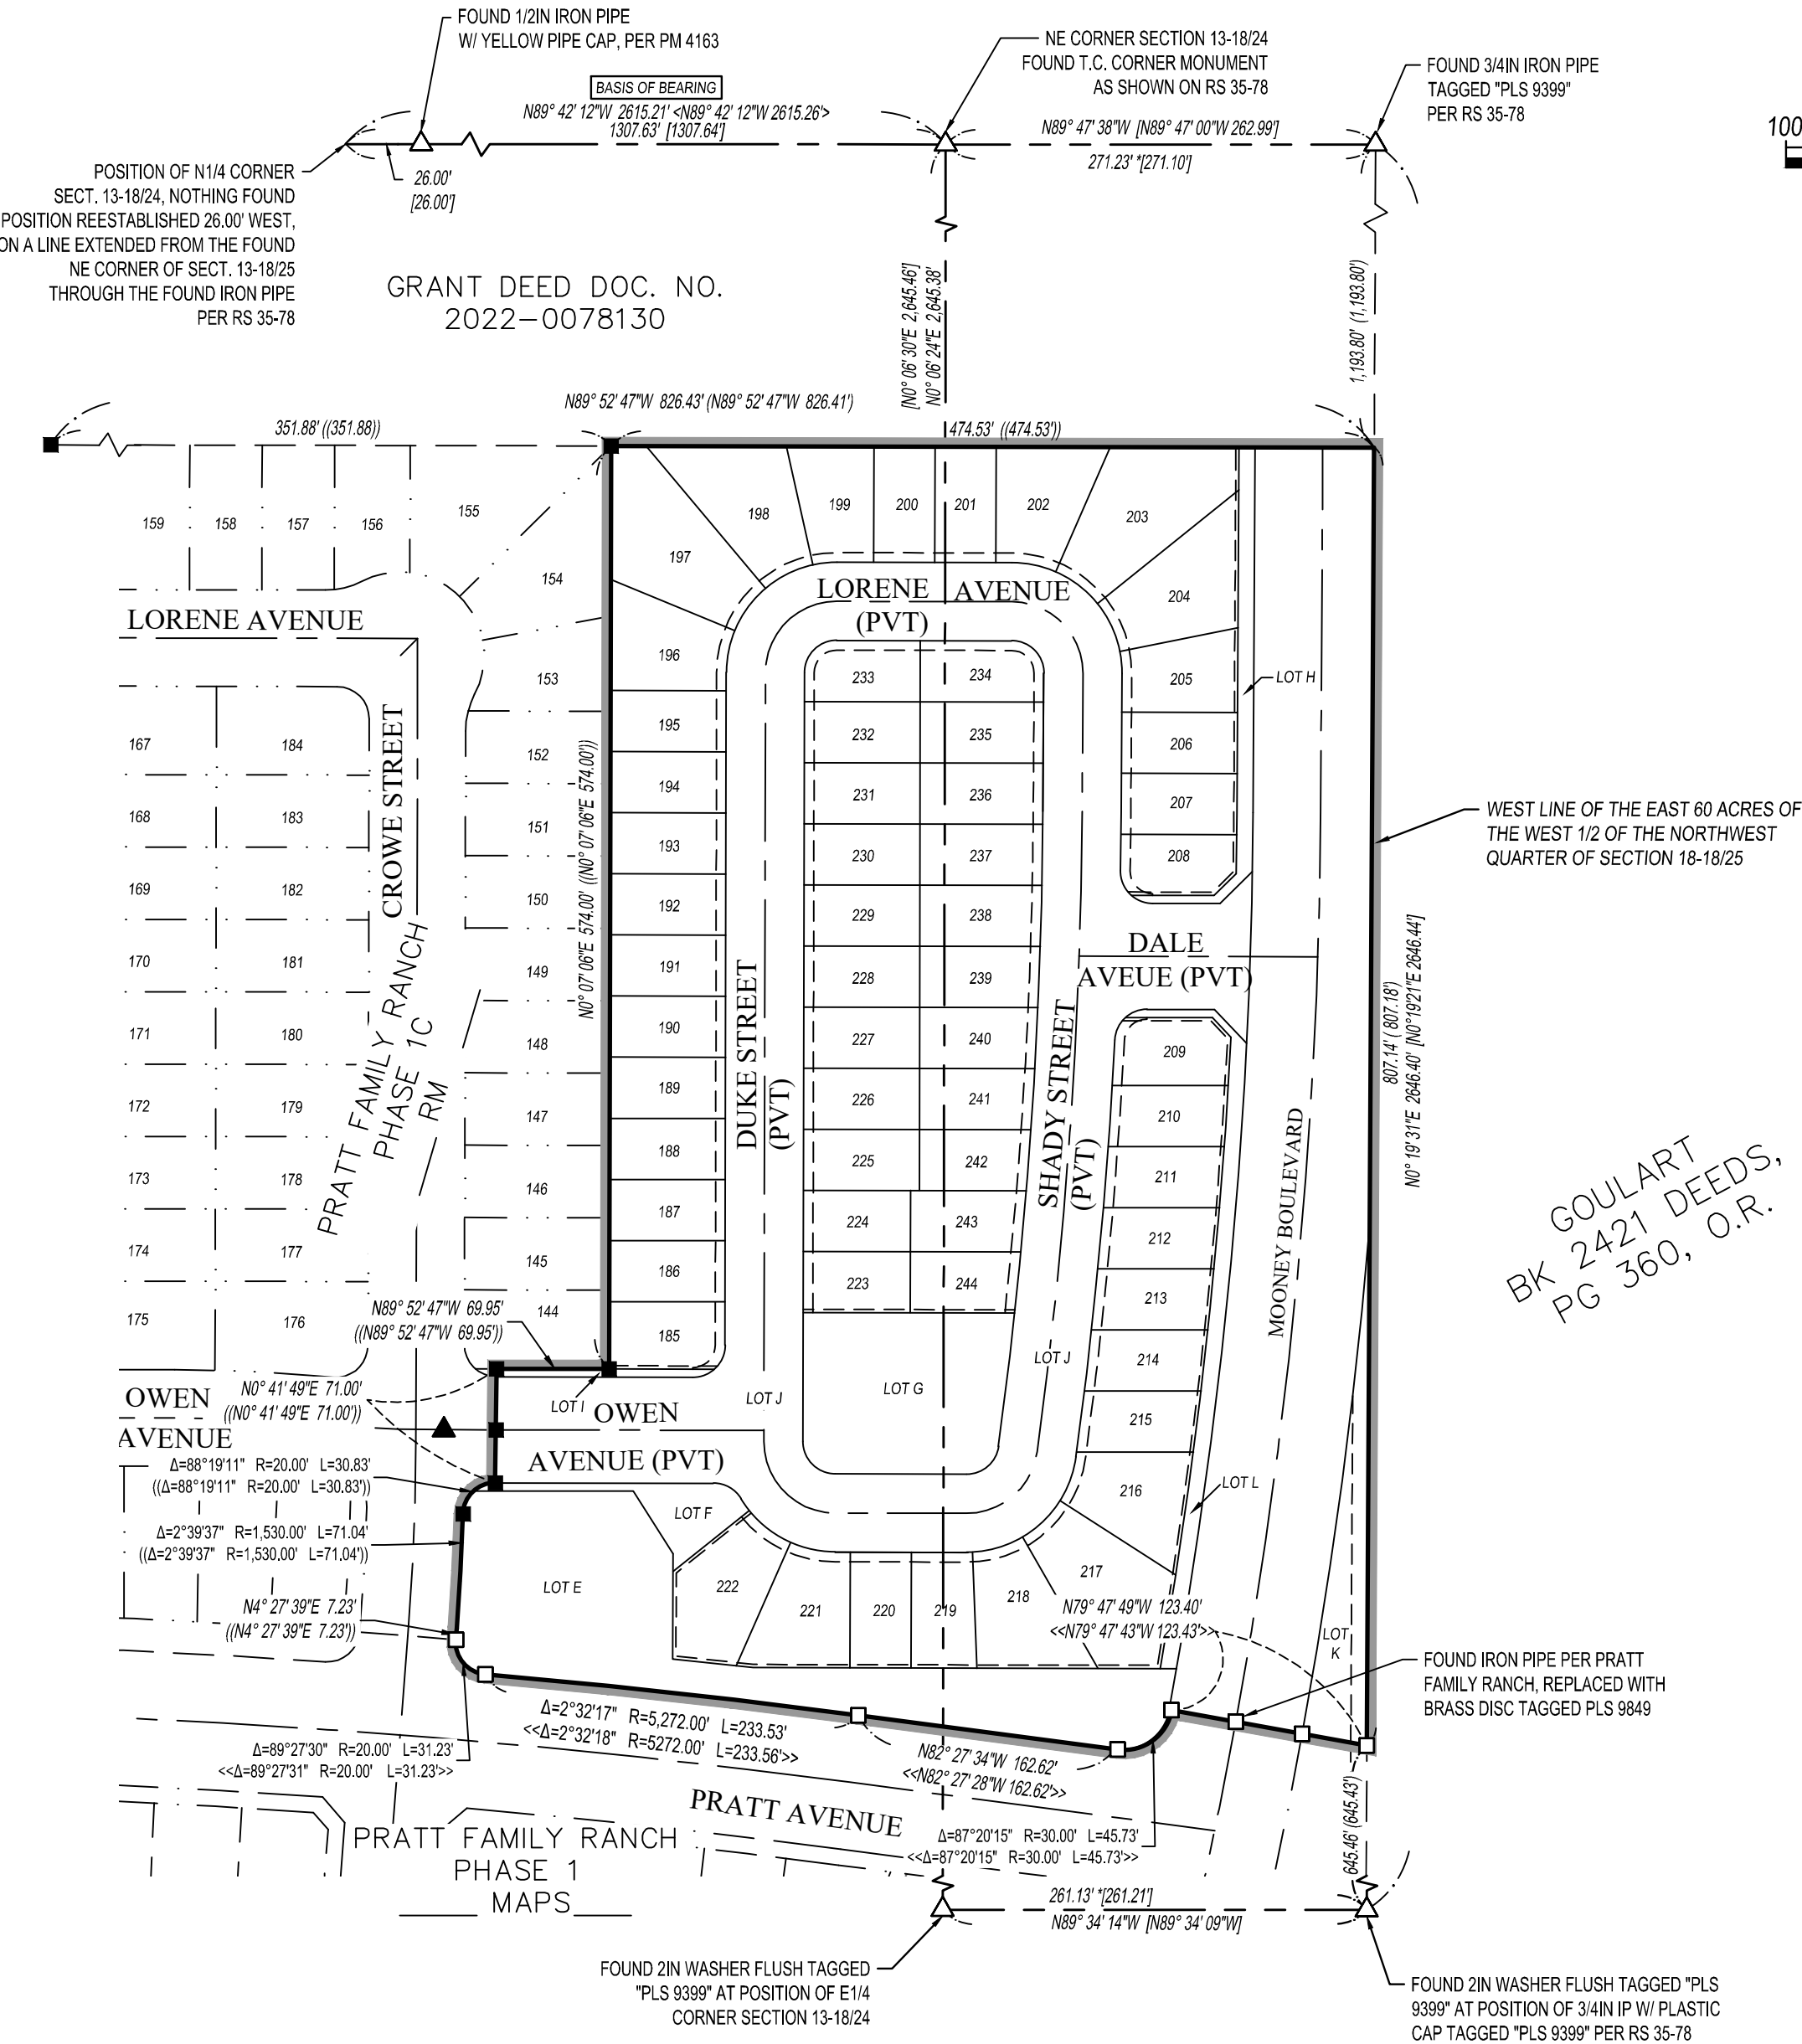 FOUND 1/2IN IRON PIPE
W/ YELLOW PIPE CAP, PER PM 4163
NE CORNER SECTION 13-18/24
FOUND T.C. CORNER MONUMENT
AS SHOWN ON RS 35-78
FOUND 3/4IN IRON PIPE
TAGGED "PLS 9399"
PER RS 35-78
100
BASIS OF BEARING
N89° 42' 12"W 2615.21' <N89° 42' 12"W 2615.26'>
1307.63' [1307.64']
N89° 47' 38"W [N89° 47' 00"W 262.99']
271.23' *[271.10']
26.00'
[26.00']
POSITION OF N1/4 CORNER
SECT. 13-18/24, NOTHING FOUND
POSITION REESTABLISHED 26.00' WEST,
ON A LINE EXTENDED FROM THE FOUND
NE CORNER OF SECT. 13-18/25
THROUGH THE FOUND IRON PIPE
PER RS 35-78
GRANT DEED DOC. NO.
2022-0078130
[N0° 06' 30"E 2,645.46']
N0° 06' 24"E 2,645.38'
1,193.80' (1,193.80')
N89° 52' 47"W 826.43' (N89° 52' 47"W 826.41')
351.88' ((351.88))
474.53' ((474.53'))
159
158
157
156
155
154
153
152
151
150
149
148
147
146
145
144
LORENE AVENUE
CROWE STREET
167
184
168
183
169
182
170
181
171
180
172
179
173
178
174
177
175
176
PRATT FAMILY RANCH
PHASE 1C
RM
N0° 07' 06"E 574.00' ((N0° 07' 06"E 574.00'))
197
198
199
200
201
202
203
204
205
206
207
208
LORENE AVENUE
(PVT)
196
195
194
193
192
191
190
189
188
187
186
185
DUKE STREET
(PVT)
233
234
232
235
231
236
230
237
229
238
228
239
227
240
226
241
225
242
224
243
223
244
SHADY STREET
(PVT)
DALE
AVEUE (PVT)
LOT H
209
210
211
212
213
214
215
216
217
218
219
220
221
222
MOONEY BOULEVARD
WEST LINE OF THE EAST 60 ACRES OF
THE WEST 1/2 OF THE NORTHWEST
QUARTER OF SECTION 18-18/25
807.14' ( 807.18')
N0° 19' 31"E 2646.40' [N0°19'21"E 2646.44']
GOULART
BK 2421 DEEDS,
PG 360, O.R.
N89° 52' 47"W 69.95'
((N89° 52' 47"W 69.95'))
N0° 41' 49"E 71.00'
((N0° 41' 49"E 71.00'))
OWEN
AVENUE
LOT I
OWEN
AVENUE (PVT)
LOT J
LOT G
LOT J
LOT L
LOT F
LOT E
LOT
K
Δ=88°19'11" R=20.00' L=30.83'
((Δ=88°19'11" R=20.00' L=30.83'))
Δ=2°39'37" R=1,530.00' L=71.04'
((Δ=2°39'37" R=1,530.00' L=71.04'))
N4° 27' 39"E 7.23'
((N4° 27' 39"E 7.23'))
N79° 47' 49"W 123.40'
<<N79° 47' 43"W 123.43'>>
FOUND IRON PIPE PER PRATT
FAMILY RANCH, REPLACED WITH
BRASS DISC TAGGED PLS 9849
Δ=2°32'17" R=5,272.00' L=233.53'
<<Δ=2°32'18" R=5272.00' L=233.56'>>
Δ=89°27'30" R=20.00' L=31.23'
<<Δ=89°27'31" R=20.00' L=31.23'>>
N82° 27' 34"W 162.62'
<<N82° 27' 28"W 162.62'>>
PRATT AVENUE
Δ=87°20'15" R=30.00' L=45.73'
<<Δ=87°20'15" R=30.00' L=45.73'>>
645.46' (645.43')
PRATT FAMILY RANCH
PHASE 1
MAPS
261.13' *[261.21']
N89° 34' 14"W [N89° 34' 09"W]
FOUND 2IN WASHER FLUSH TAGGED
"PLS 9399" AT POSITION OF E1/4
CORNER SECTION 13-18/24
FOUND 2IN WASHER FLUSH TAGGED "PLS
9399" AT POSITION OF 3/4IN IP W/ PLASTIC
CAP TAGGED "PLS 9399" PER RS 35-78